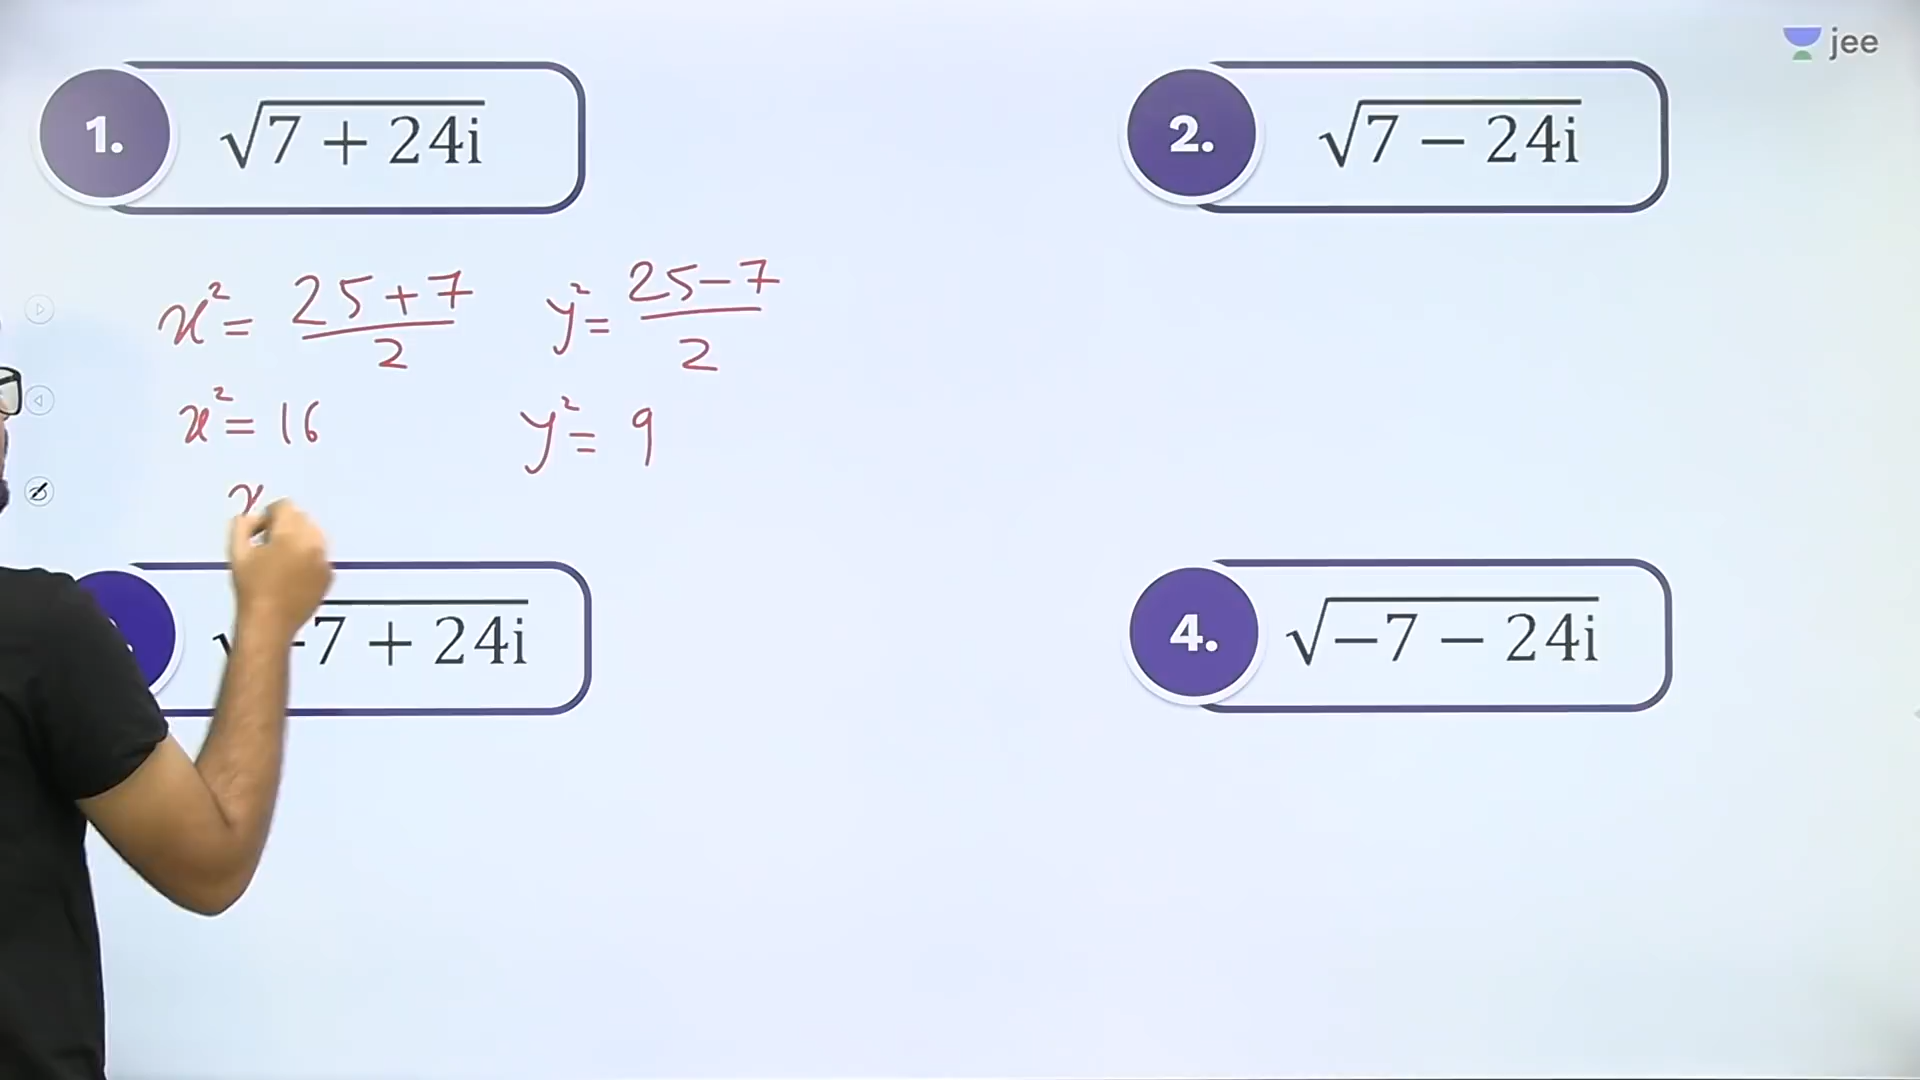 jee
1.
√7 + 24i
2.
√7 − 24i
x² = 25+7/2 y² = 25−7/2
x² = 16 y² = 9
x
-7 + 24i
4.
√−7 − 24i